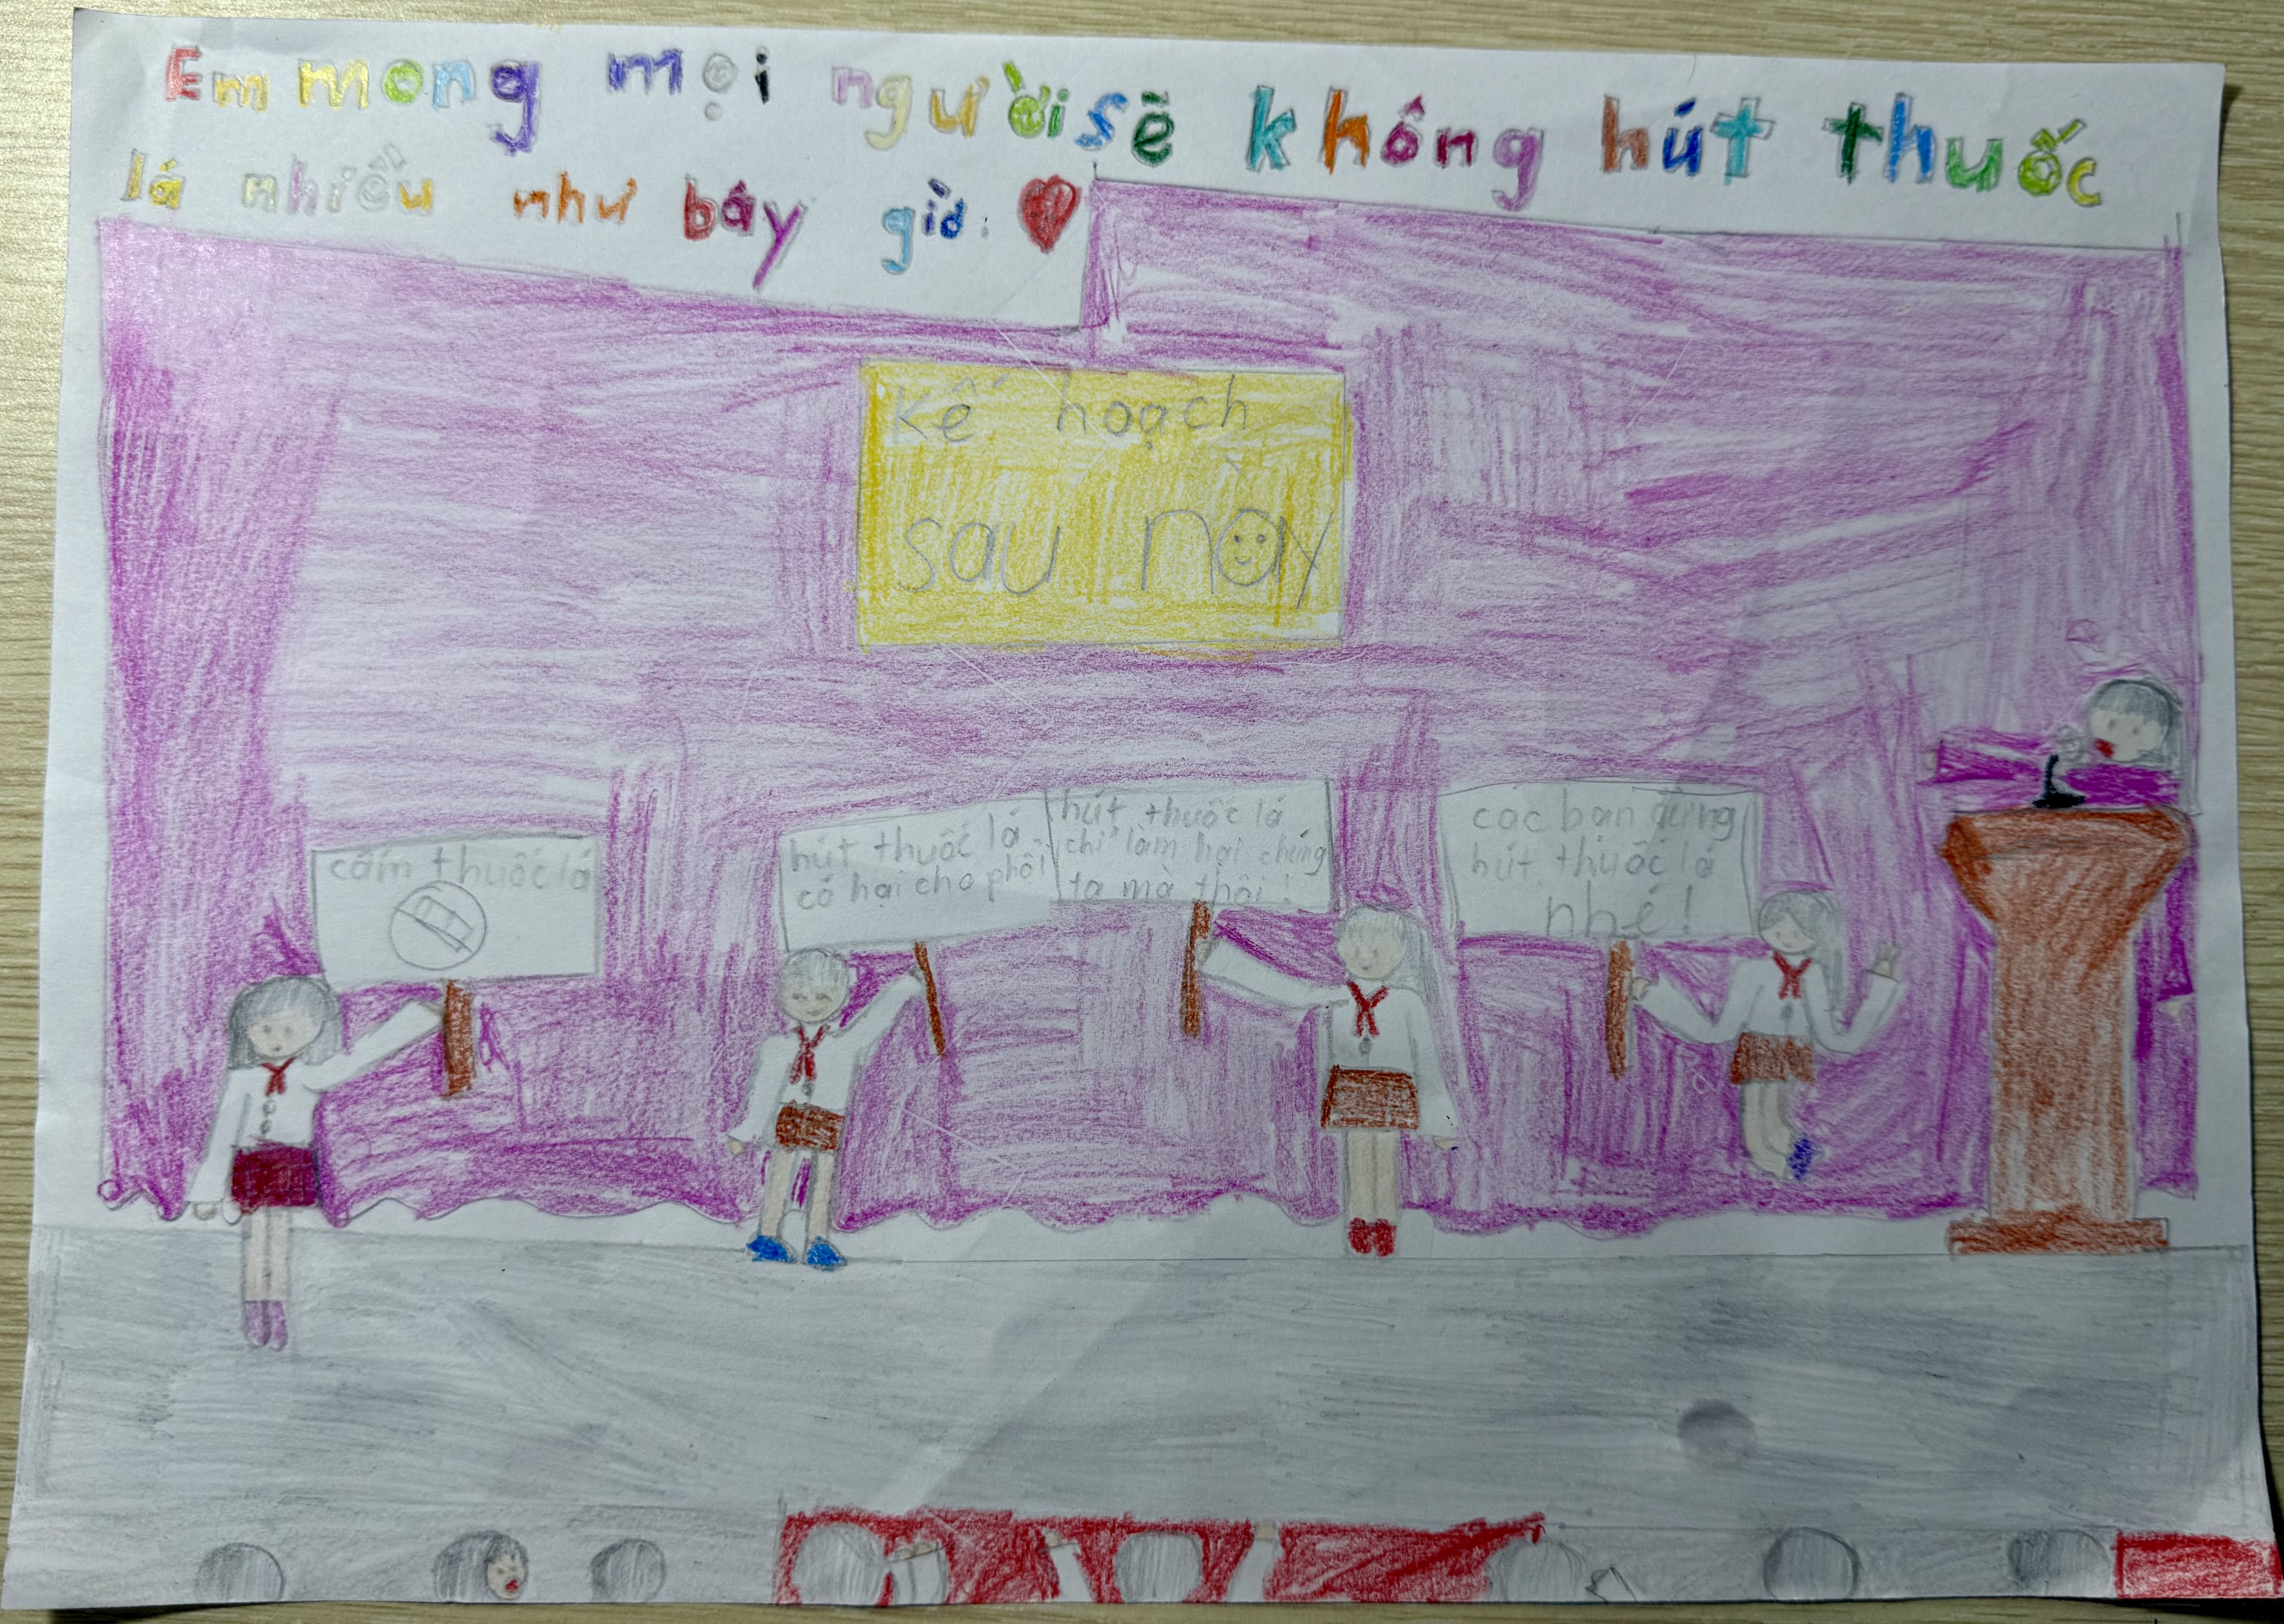 Em mong mọi người sẽ không hút thuốc
lá nhiều như bây giờ.
Kế hoạch
sau này
cấm thuốc lá
hút thuốc lá
có hại cho phổi!
hút thuốc lá
chỉ làm hại chúng
ta mà thôi!
các bạn đừng
hút thuốc lá
nhé!